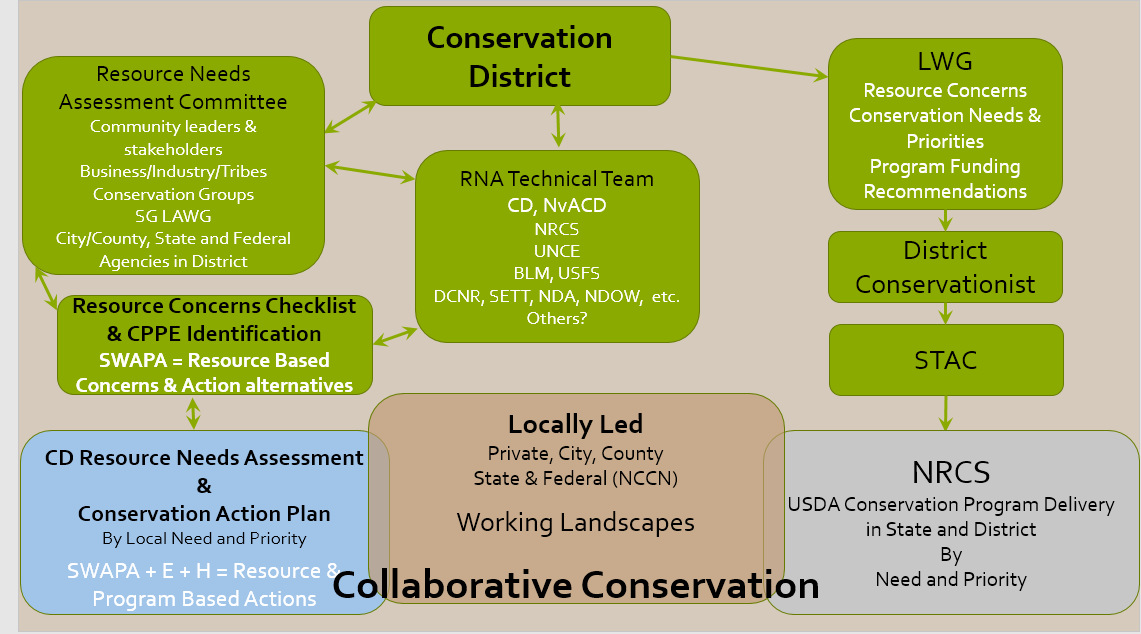 Conservation
District
Resource Needs
Assessment Committee
Community leaders &
stakeholders
Business/Industry/Tribes
Conservation Groups
SG LAWG
City/County, State and Federal
Agencies in District
RNA Technical Team
CD, NvACD
NRCS
UNCE
BLM, USFS
DCNR, SETT, NDA, NDOW,  etc.
Others?
LWG
Resource Concerns
Conservation Needs &
Priorities
Program Funding
Recommendations
District
Conservationist
STAC
Resource Concerns Checklist
& CPPE Identification
SWAPA = Resource Based
Concerns & Action alternatives
CD Resource Needs Assessment
&
Conservation Action Plan
By Local Need and Priority
SWAPA + E + H = Resource &
Program Based Actions
Locally Led
Private, City, County
State & Federal (NCCN)
Working Landscapes
Collaborative Conservation
NRCS
USDA Conservation Program Delivery
in State and District
By
Need and Priority